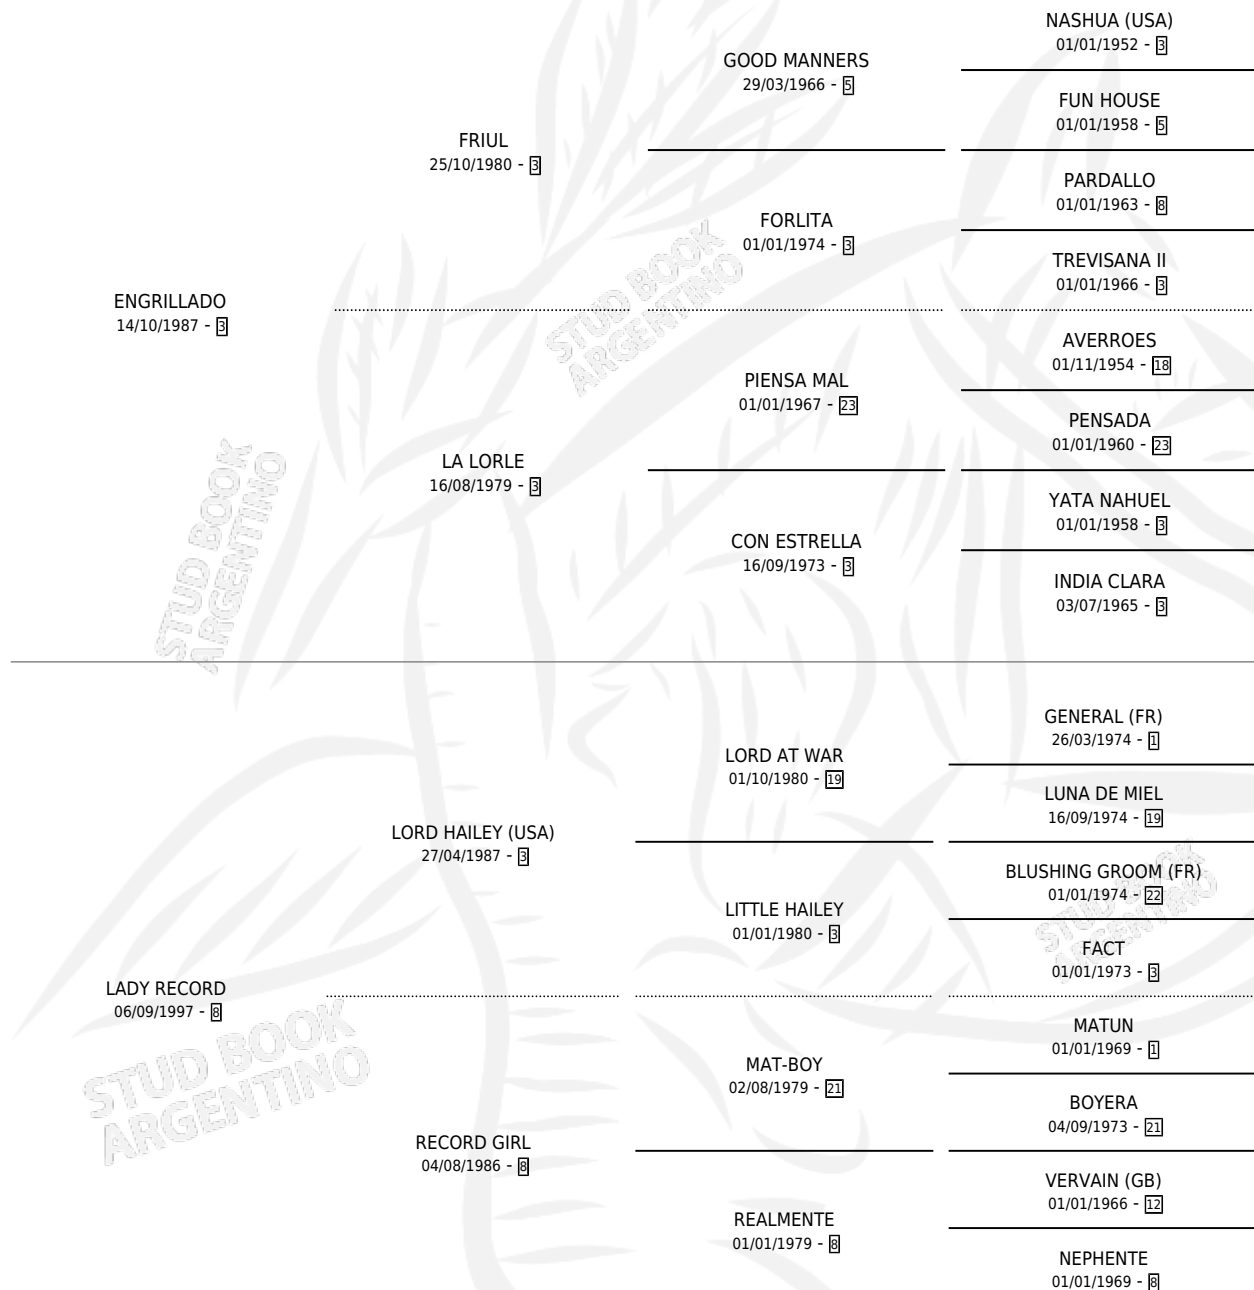 NASHUA (USA)
01/01/1952 - 3
GOOD MANNERS
29/03/1966 - 5
FUN HOUSE
01/01/1958 - 5
FRIUL
25/10/1980 - 3
PARDALLO
01/01/1963 - 8
FORLITA
01/01/1974 - 3
TREVISANA II
01/01/1966 - 3
ENGRILLADO
14/10/1987 - 3
STUD BOOK
ARGENTINO
AVERROES
01/11/1954 - 18
PIENSA MAL
01/01/1967 - 23
PENSADA
01/01/1960 - 23
LA LORLE
16/08/1979 - 3
YATA NAHUEL
01/01/1958 - 3
CON ESTRELLA
16/09/1973 - 3
INDIA CLARA
03/07/1965 - 3
STUD BOOK
ARGENTINO
GENERAL (FR)
26/03/1974 - 1
LORD AT WAR
01/10/1980 - 19
LUNA DE MIEL
16/09/1974 - 19
LORD HAILEY (USA)
27/04/1987 - 3
BLUSHING GROOM (FR)
01/01/1974 - 22
LITTLE HAILEY
01/01/1980 - 3
FACT
01/01/1973 - 3
STUD BOOK
ARGENTINO
LADY RECORD
06/09/1997 - 8
MATUN
01/01/1969 - 1
MAT-BOY
02/08/1979 - 21
BOYERA
04/09/1973 - 21
STUD BOOK
ARGENTINO
RECORD GIRL
04/08/1986 - 8
VERVAIN (GB)
01/01/1966 - 12
REALMENTE
01/01/1979 - 8
NEPHENTE
01/01/1969 - 8